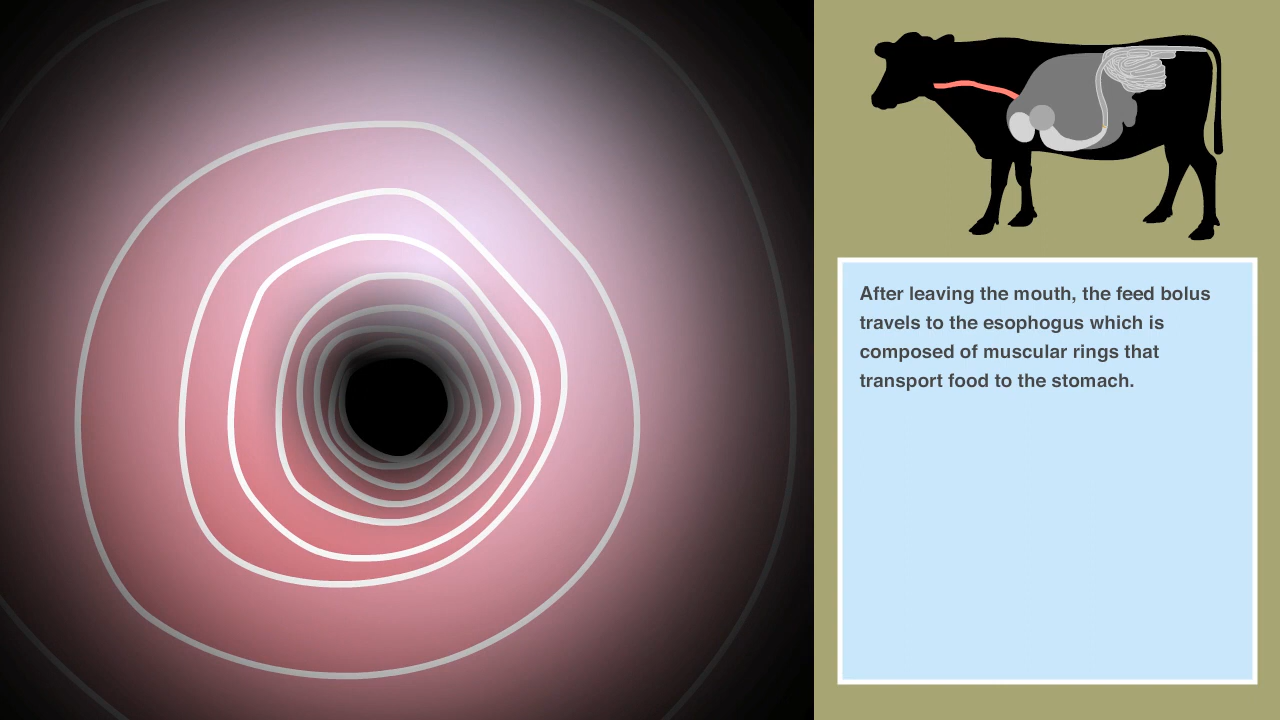 After leaving the mouth, the feed bolus
travels to the esophogus which is
composed of muscular rings that
transport food to the stomach.